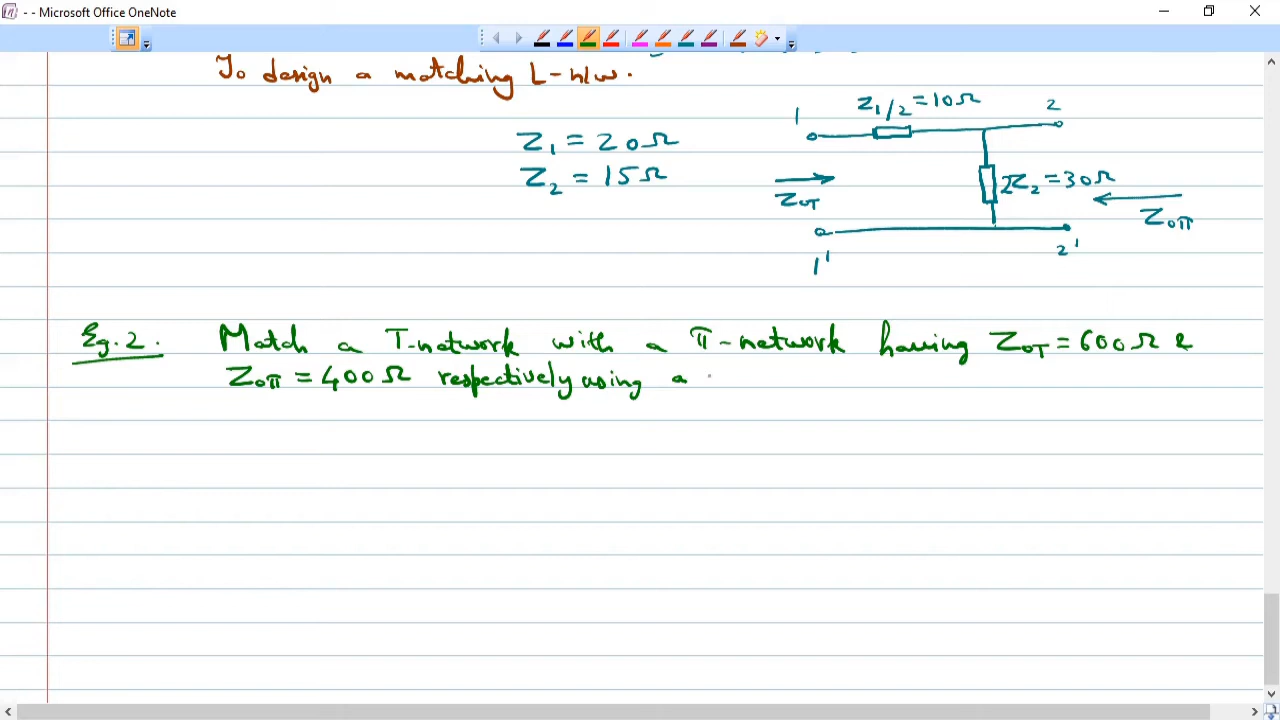 - - Microsoft Office OneNote
To design a matching L-n/w.
Z₁ = 20Ω
Z₂ = 15Ω
1
Z₁/2 = 10Ω
2
Z₀T
2Z₂ = 30Ω
Z₀π
1'
2'
Eg.2. Match a T-network with a π-network having Z₀T = 600Ω &
Z₀π = 400Ω respectively using a